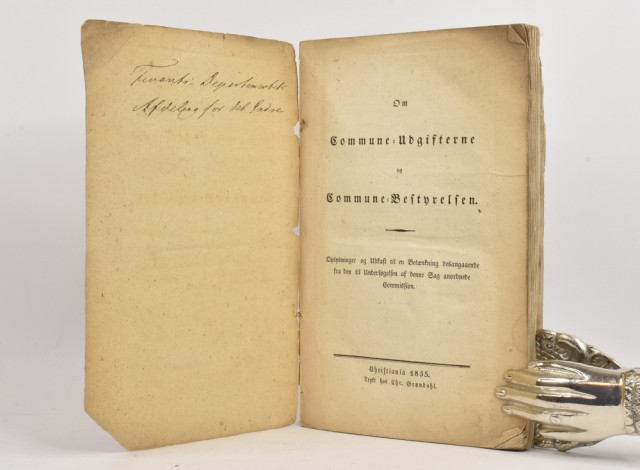 Finants: Departementets
Afdeling for det Indre
Om
Commune-Udgifterne
og
Commune-Bestyrelsen.
Oplysninger og Udkast til en Betænkning desangaaende
fra den til Undersøgelsen af denne Sag anordnede
Commission.
Christiania 1835.
Trykt hos Chr. Grøndahl.